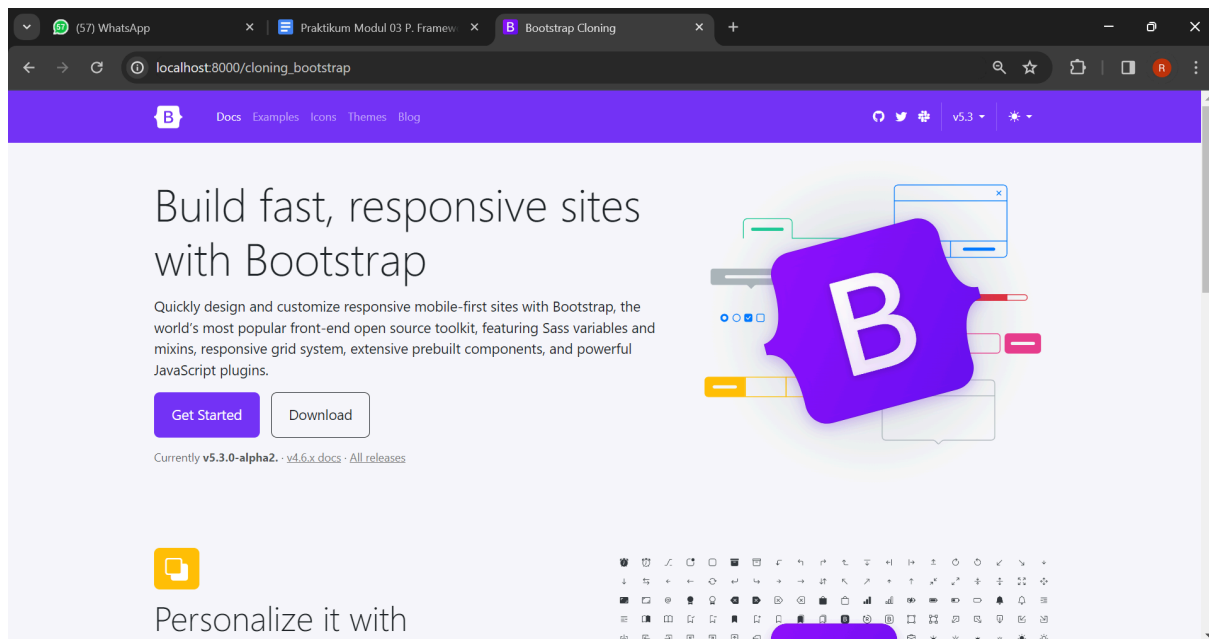 (57) WhatsApp
Praktikum Modul 03 P. Framew
Bootstrap Cloning
localhost:8000/cloning_bootstrap
R
B
Docs Examples Icons Themes Blog
v5.3
Build fast, responsive sites
with Bootstrap
Quickly design and customize responsive mobile-first sites with Bootstrap, the
world's most popular front-end open source toolkit, featuring Sass variables and
mixins, responsive grid system, extensive prebuilt components, and powerful
JavaScript plugins.
Get Started Download
Currently v5.3.0-alpha2. · v4.6.x docs · All releases
B
Personalize it with